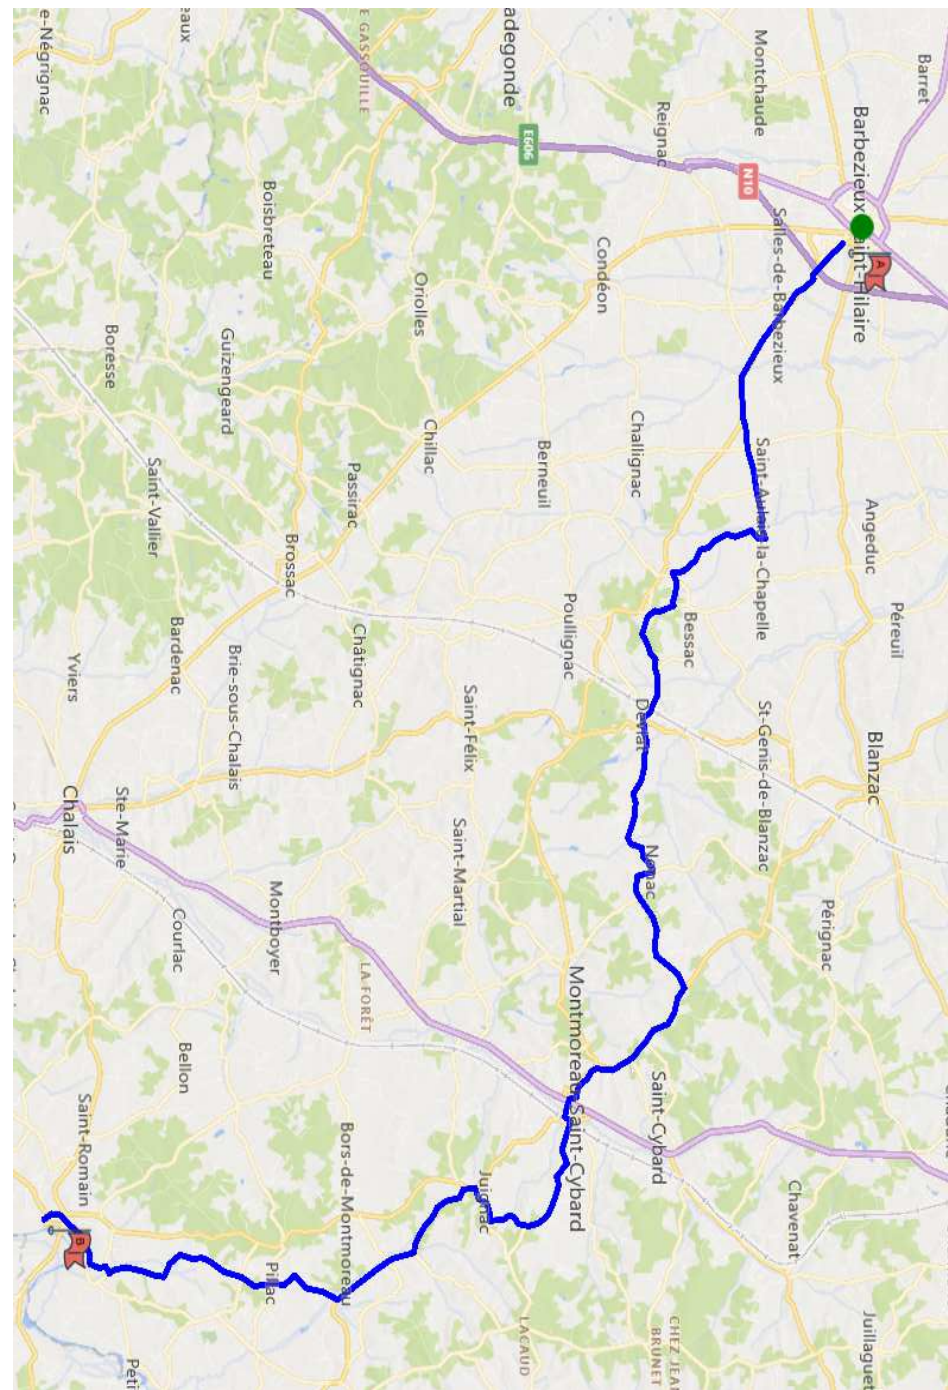 Barret
Barbezieux-Saint-Hilaire
A
Angeduc
Péreuil
Blanzac
Juillaguet
Pérignac
Chavenat
Montchaude
N10
Salles-de-Barbezieux
Saint-Aulais-la-Chapelle
St-Genis-de-Blanzac
Reignac
Challignac
Bessac
Deviat
Nonac
Saint-Cybard
CHEZ JEA
BRUNET
Condéon
Berneuil
Poullignac
Montmoreau-Saint-Cybard
adegonde
E606
Oriolles
Chillac
Saint-Félix
Saint-Martial
Juignac
LACAUD
E GASSOUILLE
Passirac
Châtignac
LA FORÊT
Bors-de-Montmoreau
Boisbreteau
Guizengeard
Brossac
Brie-sous-Chalais
Montboyer
Pillac
eaux
Saint-Vallier
Bardenac
Courlac
Bellon
Boresse
Ste-Marie
Peti
e-Négrignac
Yviers
Chalais
Saint-Romain
B